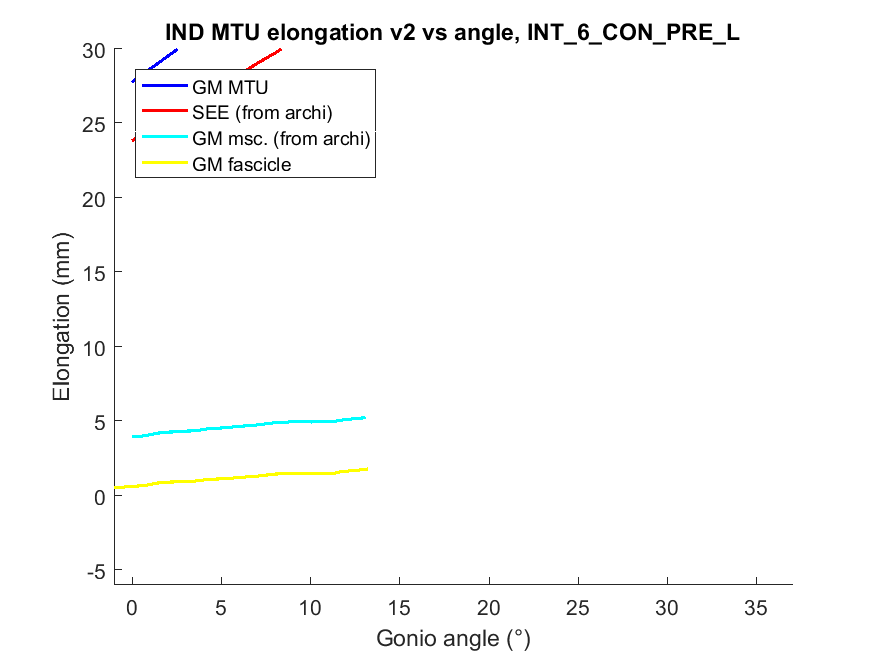 IND MTU elongation v2 vs angle, INT_6_CON_PRE_L
30
25
20
15
10
5
0
-5
Elongation (mm)
GM MTU
SEE (from archi)
GM msc. (from archi)
GM fascicle
0 5 10 15 20 25 30 35
Gonio angle (°)